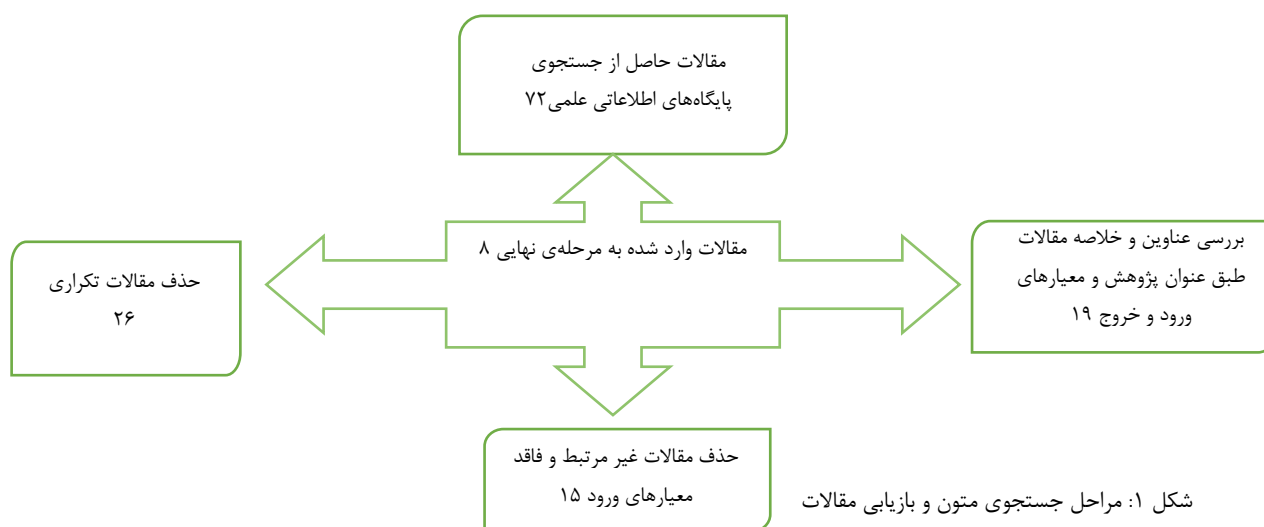 مقالات حاصل از جستجوی
پایگاه‌های اطلاعاتی علمی۷۲
مقالات وارد شده به مرحله‌ی نهایی ۸
بررسی عناوین و خلاصه مقالات
طبق عنوان پژوهش و معیارهای
ورود و خروج ۱۹
حذف مقالات تکراری
۲۶
حذف مقالات غیر مرتبط و فاقد
معیارهای ورود ۱۵
شکل ۱: مراحل جستجوی متون و بازیابی مقالات